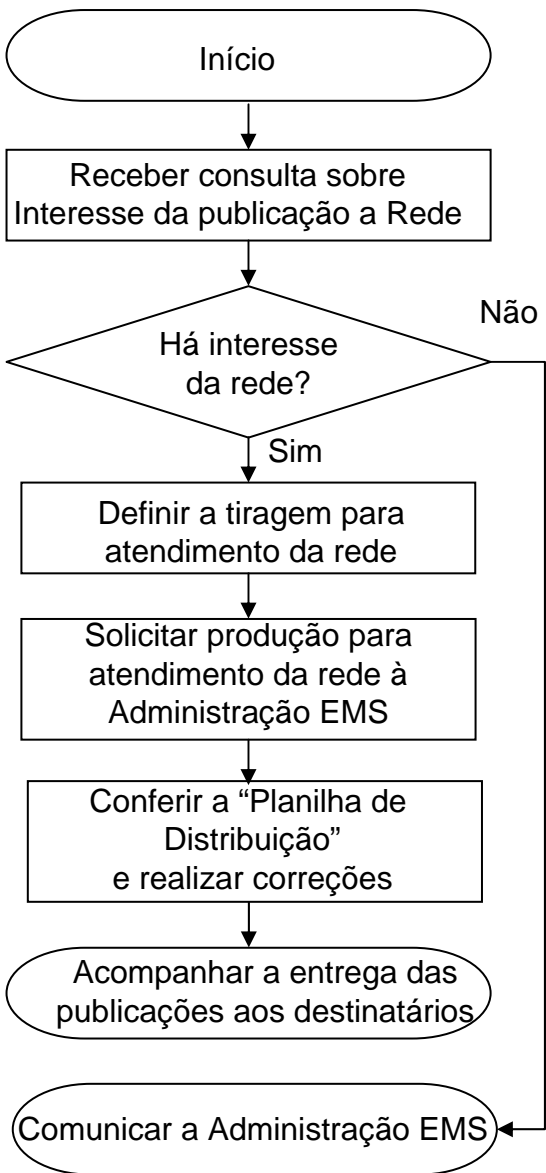 Início
Receber consulta sobre
Interesse da publicação a Rede
Não
Há interesse
da rede?
Sim
Definir a tiragem para
atendimento da rede
Solicitar produção para
atendimento da rede à
Administração EMS
Conferir a “Planilha de
Distribuição”
e realizar correções
Acompanhar a entrega das
publicações aos destinatários
Comunicar a Administração EMS